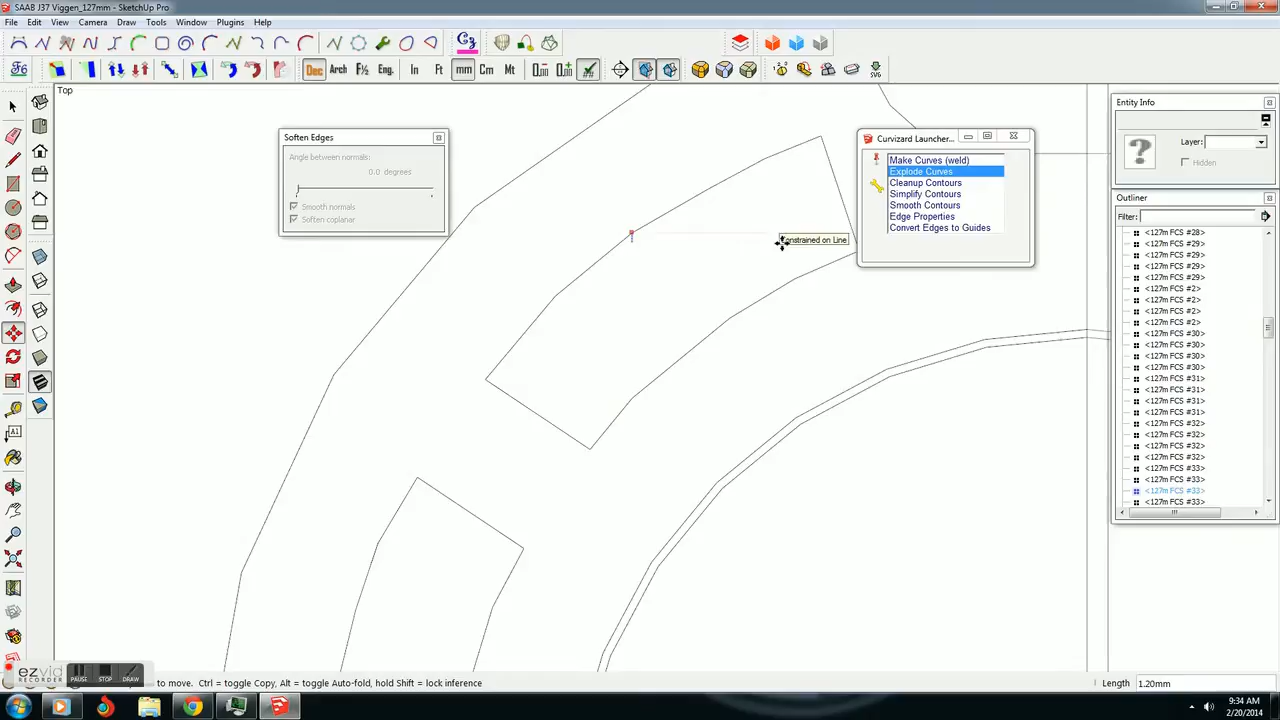 SAAB J37 Viggen_127mm - SketchUp Pro
File Edit View Camera Draw Tools Window Plugins Help
Dec Arch F½ Eng. In Ft mm Cm Mt
Top
Soften Edges
Angle between normals:
0.0 degrees
Smooth normals
Soften coplanar
Curvizard Launcher...
Make Curves (weld)
Explode Curves
Cleanup Contours
Simplify Contours
Smooth Contours
Edge Properties
Convert Edges to Guides
Constrained on Line
Entity Info
Layer:
Hidden
Outliner
Filter:
<127m FCS #28>
<127m FCS #29>
<127m FCS #29>
<127m FCS #29>
<127m FCS #29>
<127m FCS #2>
<127m FCS #2>
<127m FCS #2>
<127m FCS #2>
<127m FCS #30>
<127m FCS #30>
<127m FCS #30>
<127m FCS #30>
<127m FCS #31>
<127m FCS #31>
<127m FCS #31>
<127m FCS #31>
<127m FCS #32>
<127m FCS #32>
<127m FCS #32>
<127m FCS #32>
<127m FCS #33>
<127m FCS #33>
<127m FCS #33>
<127m FCS #33>
ezvid
RECORDER
PAUSE STOP DRAW
to move. Ctrl = toggle Copy, Alt = toggle Auto-fold, hold Shift = lock inference
Length 1.20mm
9:34 AM
2/20/2014